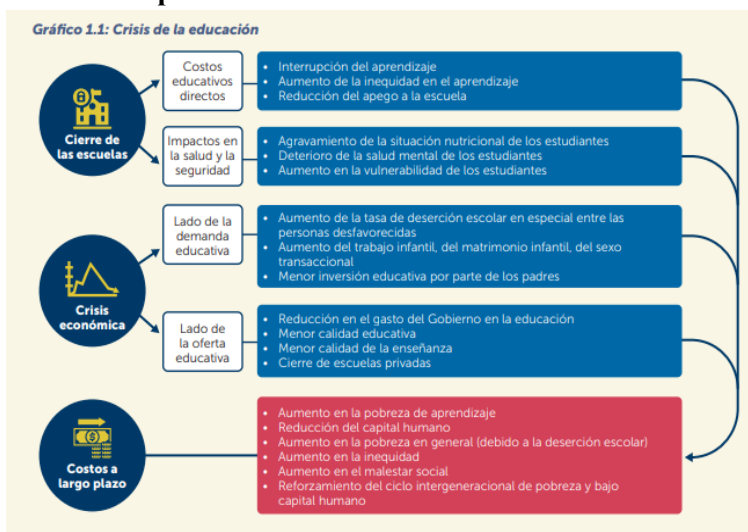 Gráfico 1.1: Crisis de la educación
Cierre de
las escuelas
Costos
educativos
directos
• Interrupción del aprendizaje
• Aumento de la inequidad en el aprendizaje
• Reducción del apego a la escuela
Impactos en
la salud y la
seguridad
• Agravamiento de la situación nutricional de los estudiantes
• Deterioro de la salud mental de los estudiantes
• Aumento en la vulnerabilidad de los estudiantes
Crisis
económica
Lado de la
demanda
educativa
• Aumento de la tasa de deserción escolar en especial entre las
personas desfavorecidas
• Aumento del trabajo infantil, del matrimonio infantil, del sexo
transaccional
• Menor inversión educativa por parte de los padres
Lado de
la oferta
educativa
• Reducción en el gasto del Gobierno en la educación
• Menor calidad educativa
• Menor calidad de la enseñanza
• Cierre de escuelas privadas
Costos a
largo plazo
• Aumento en la pobreza de aprendizaje
• Reducción del capital humano
• Aumento en la pobreza en general (debido a la deserción escolar)
• Aumento en la inequidad
• Aumento en el malestar social
• Reforzamiento del ciclo intergeneracional de pobreza y bajo
capital humano